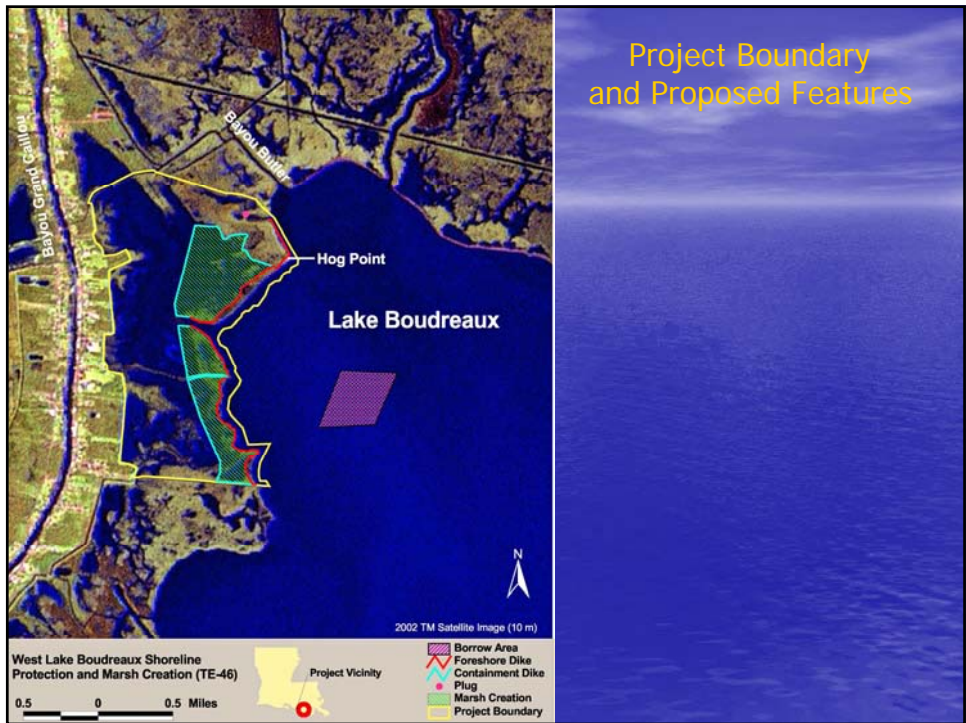 Project Boundary
and Proposed Features
Bayou Grand Caillou
Bayou Butler
Hog Point
Lake Boudreaux
N
2002 TM Satellite Image (10 m)
West Lake Boudreaux Shoreline
Protection and Marsh Creation (TE-46)
0.5 0 0.5 Miles
Project Vicinity
Borrow Area
Foreshore Dike
Containment Dike
Plug
Marsh Creation
Project Boundary